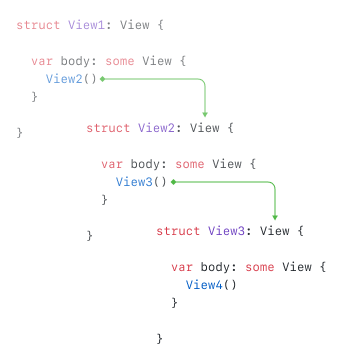 struct View1: View {
var body: some View {
View2()
}
}
struct View2: View {
var body: some View {
View3()
}
}
struct View3: View {
var body: some View {
View4()
}
}